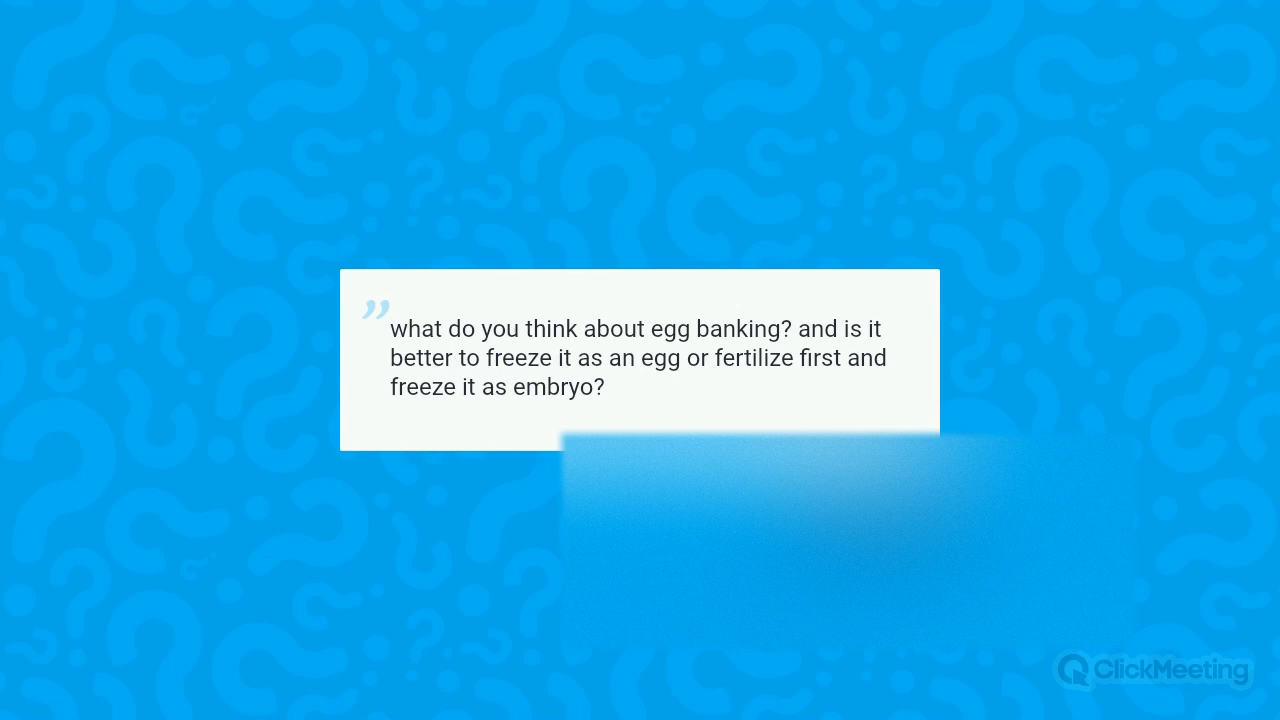 ”
what do you think about egg banking? and is it
better to freeze it as an egg or fertilize first and
freeze it as embryo?
ClickMeeting